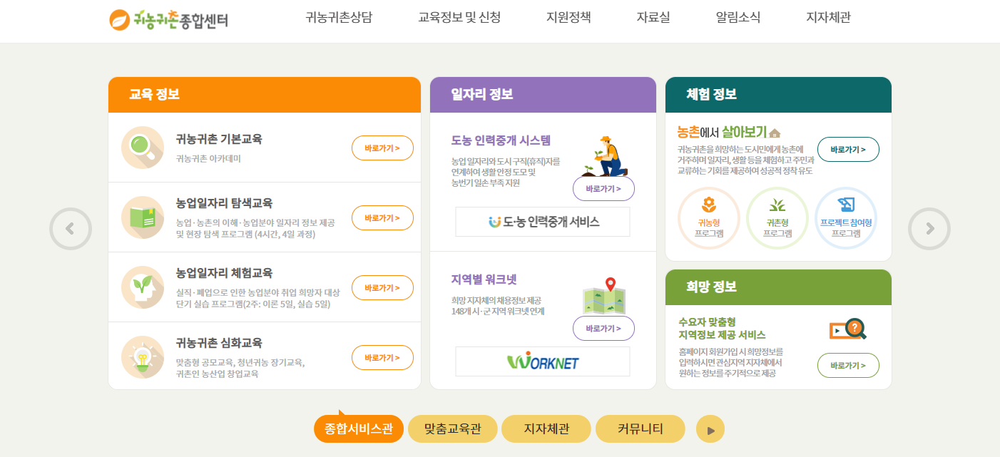 귀농귀촌종합센터
귀농귀촌상담
교육정보 및 신청
지원정책
자료실
알림소식
지자체관
교육 정보
귀농귀촌 기본교육
귀농귀촌 아카데미
바로가기 >
농업일자리 탐색교육
농업·농촌의 이해·농업분야 일자리 정보 제공
및 현장 탐색 프로그램 (4시간, 4일 과정)
바로가기 >
농업일자리 체험교육
실직·폐업으로 인한 농업분야 취업 희망자 대상
단기 실습 프로그램(2주: 이론 5일, 실습 5일)
바로가기 >
귀농귀촌 심화교육
맞춤형 공모교육, 청년귀농 장기교육,
귀촌인 농산업 창업교육
바로가기 >
일자리 정보
도농 인력중개 시스템
농업 일자리와 도시 구직(휴직)자를
연계하여 생활 안정 도모 및
농번기 일손 부족 지원
바로가기 >
도·농 인력중개 서비스
지역별 워크넷
희망 지자체의 채용정보 제공
148개 시·군 지역 워크넷 연계
바로가기 >
WORKNET
체험 정보
농촌에서 살아보기
귀농귀촌을 희망하는 도시민에게 농촌에
거주하며 일자리, 생활 등을 체험하고 주민과
교류하는 기회를 제공하여 성공적 정착 유도
바로가기 >
귀농형
프로그램
귀촌형
프로그램
프로젝트 참여형
프로그램
희망 정보
수요자 맞춤형
지역정보 제공 서비스
홈페이지 회원가입 시 희망정보를
입력하시면 관심지역 지자체에서
원하는 정보를 주기적으로 제공
바로가기 >
종합서비스관
맞춤교육관
지자체관
커뮤니티